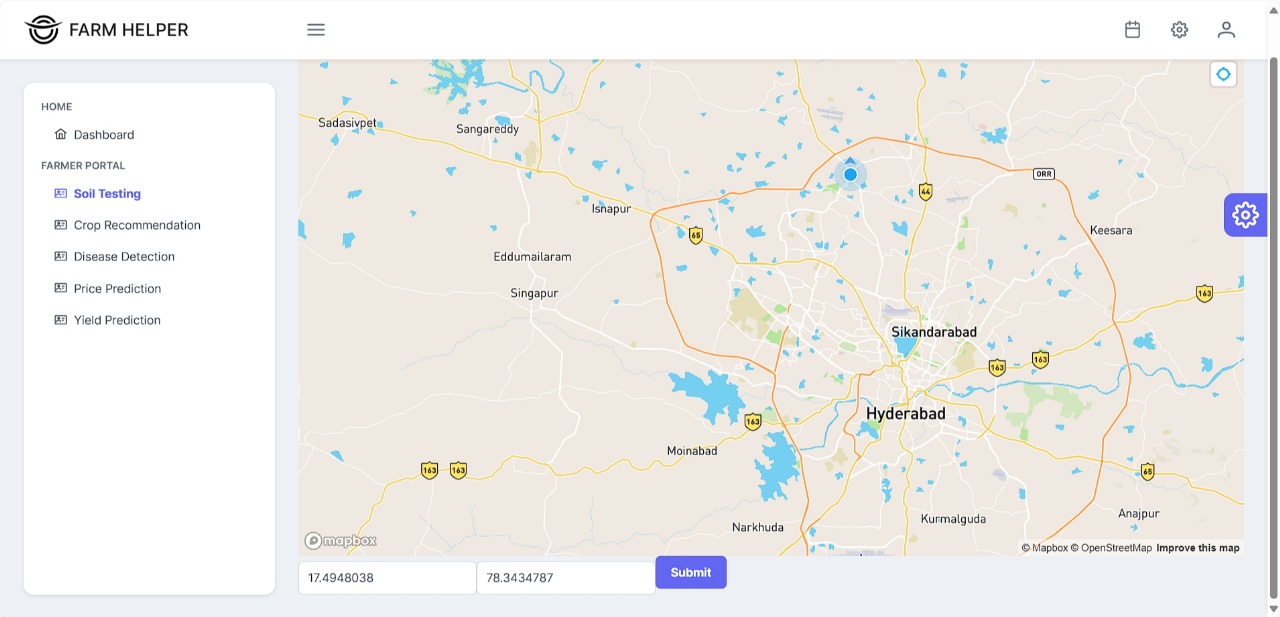 FARM HELPER
HOME
Dashboard
FARMER PORTAL
Soil Testing
Crop Recommendation
Disease Detection
Price Prediction
Yield Prediction
Sadasivpet
Sangareddy
ORR
44
Isnapur
65
Keesara
Eddumailaram
Singapur
163
Sikandarabad
163
163
Hyderabad
163
Moinabad
163
163
65
Anajpur
Kurmalguda
Narkhuda
mapbox
© Mapbox © OpenStreetMap Improve this map
17.4948038
78.3434787
Submit